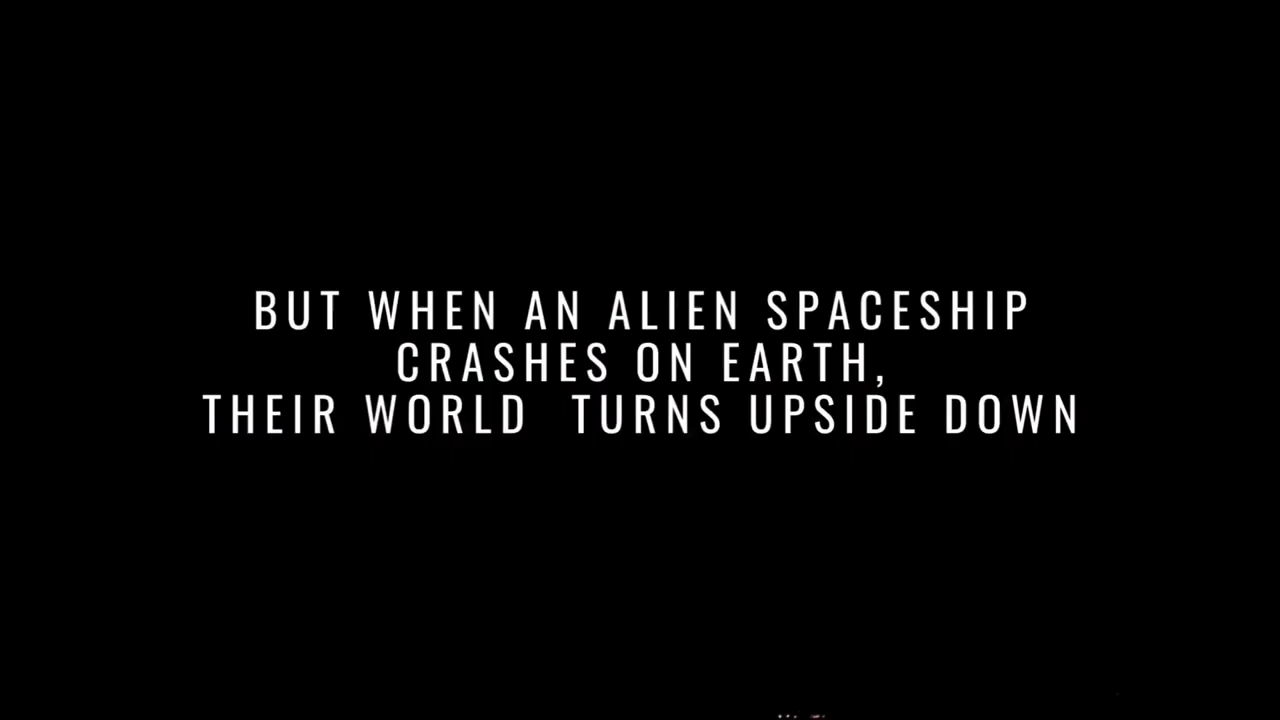 BUT WHEN AN ALIEN SPACESHIP
CRASHES ON EARTH,
THEIR WORLD  TURNS UPSIDE DOWN